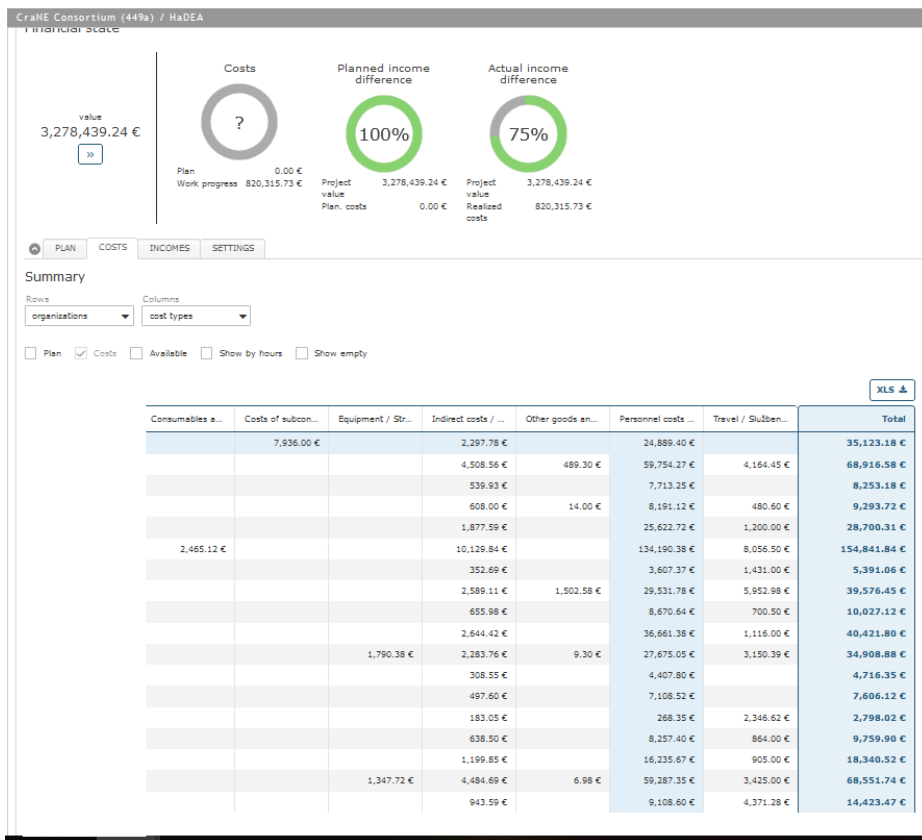 CraNE Consortium (449a) / HaDEA
Financial state
Costs
Planned income
difference
Actual income
difference
value
3,278,439.24 €
»
?
100%
75%
Plan 0.00 €
Work progress 820,315.73 €
Project value 3,278,439.24 €
Plan. costs 0.00 €
Project value 3,278,439.24 €
Realized costs 820,315.73 €
PLAN COSTS INCOMES SETTINGS
Summary
Rows Columns
organizations cost types
Plan Costs Available Show by hours Show empty
XLS
Consumables a... Costs of subcon... Equipment / Str... Indirect costs / ... Other goods an... Personnel costs ... Travel / Služben... Total
7,936.00 € 2,297.78 € 24,889.40 € 35,123.18 €
4,508.56 € 489.30 € 59,754.27 € 4,164.45 € 68,916.58 €
539.93 € 7,713.25 € 8,253.18 €
608.00 € 14.00 € 8,191.12 € 480.60 € 9,293.72 €
1,877.59 € 25,622.72 € 1,200.00 € 28,700.31 €
2,465.12 € 10,129.84 € 134,190.38 € 8,056.50 € 154,841.84 €
352.69 € 3,607.37 € 1,431.00 € 5,391.06 €
2,589.11 € 1,502.58 € 29,531.78 € 5,952.98 € 39,576.45 €
655.98 € 8,670.64 € 700.50 € 10,027.12 €
2,644.42 € 36,661.38 € 1,116.00 € 40,421.80 €
1,790.38 € 2,283.76 € 9.30 € 27,675.05 € 3,150.39 € 34,908.88 €
308.55 € 4,407.80 € 4,716.35 €
497.60 € 7,108.52 € 7,606.12 €
183.05 € 268.35 € 2,346.62 € 2,798.02 €
638.50 € 8,257.40 € 864.00 € 9,759.90 €
1,199.85 € 16,235.67 € 905.00 € 18,340.52 €
1,347.72 € 4,484.69 € 6.98 € 59,287.35 € 3,425.00 € 68,551.74 €
943.59 € 9,108.60 € 4,371.28 € 14,423.47 €